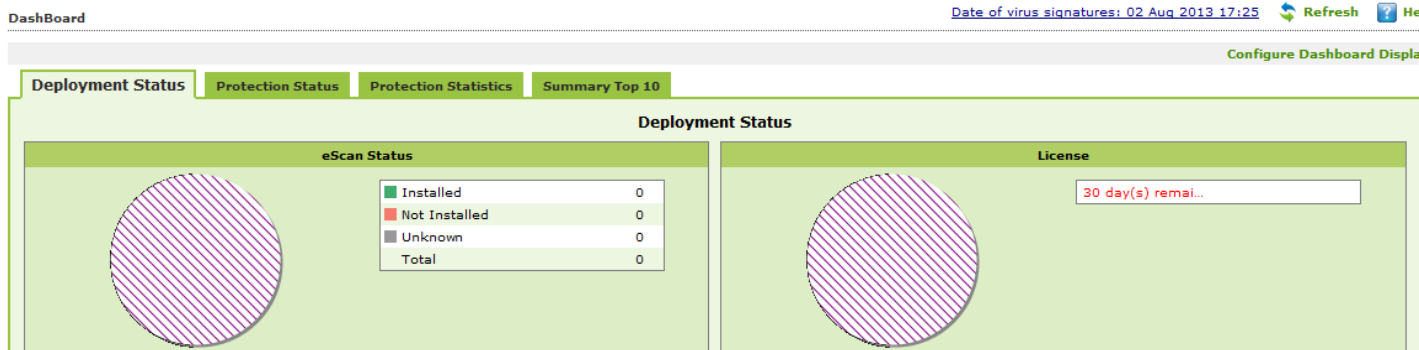 DashBoard
Date of virus signatures: 02 Aug 2013 17:25 Refresh ? He
Configure Dashboard Displa
Deployment Status Protection Status Protection Statistics Summary Top 10
Deployment Status
eScan Status
Installed 0
Not Installed 0
Unknown 0
Total 0
License
30 day(s) remai...